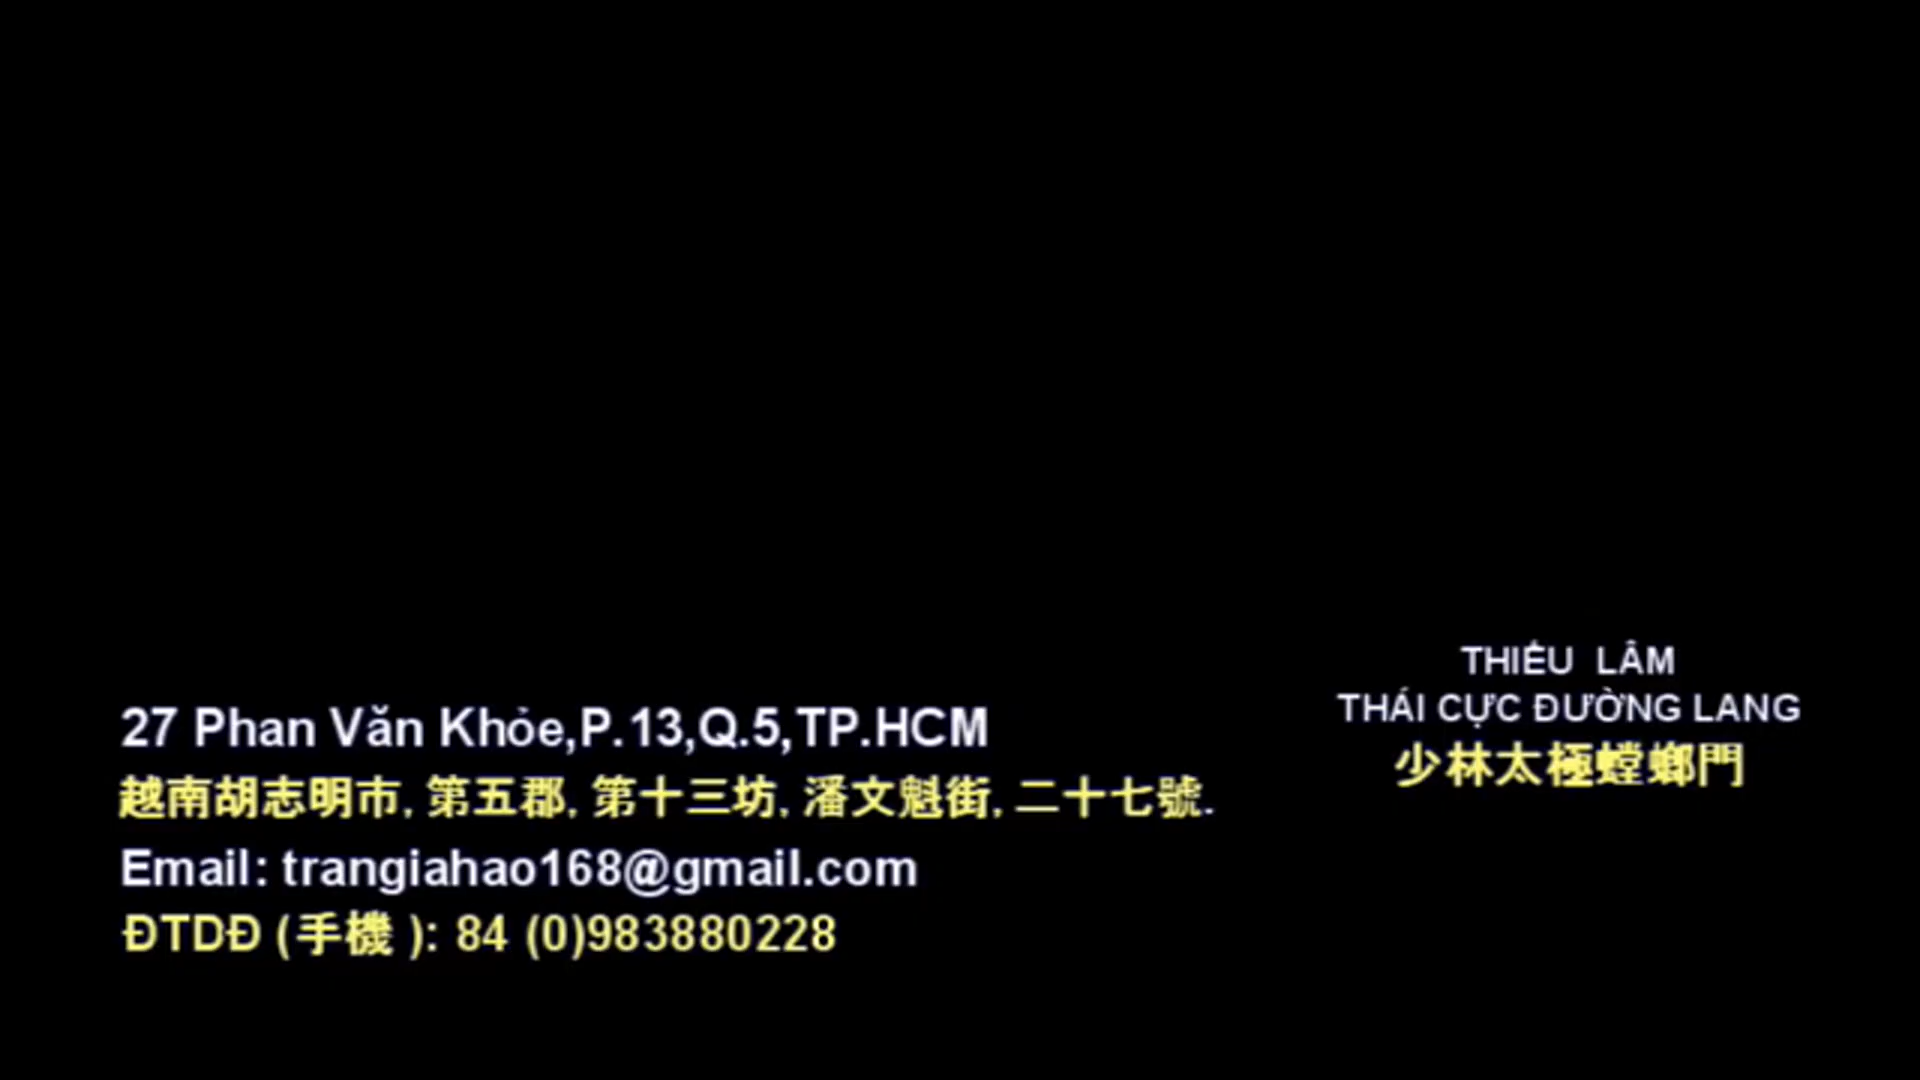 THIẾU LÂM
THÁI CỰC ĐƯỜNG LANG
少林太極螳螂門
27 Phan Văn Khỏe,P.13,Q.5,TP.HCM
越南胡志明市, 第五郡, 第十三坊, 潘文魁街, 二十七號.
Email: trangiahao168@gmail.com
ĐTDĐ (手機 ): 84 (0)983880228